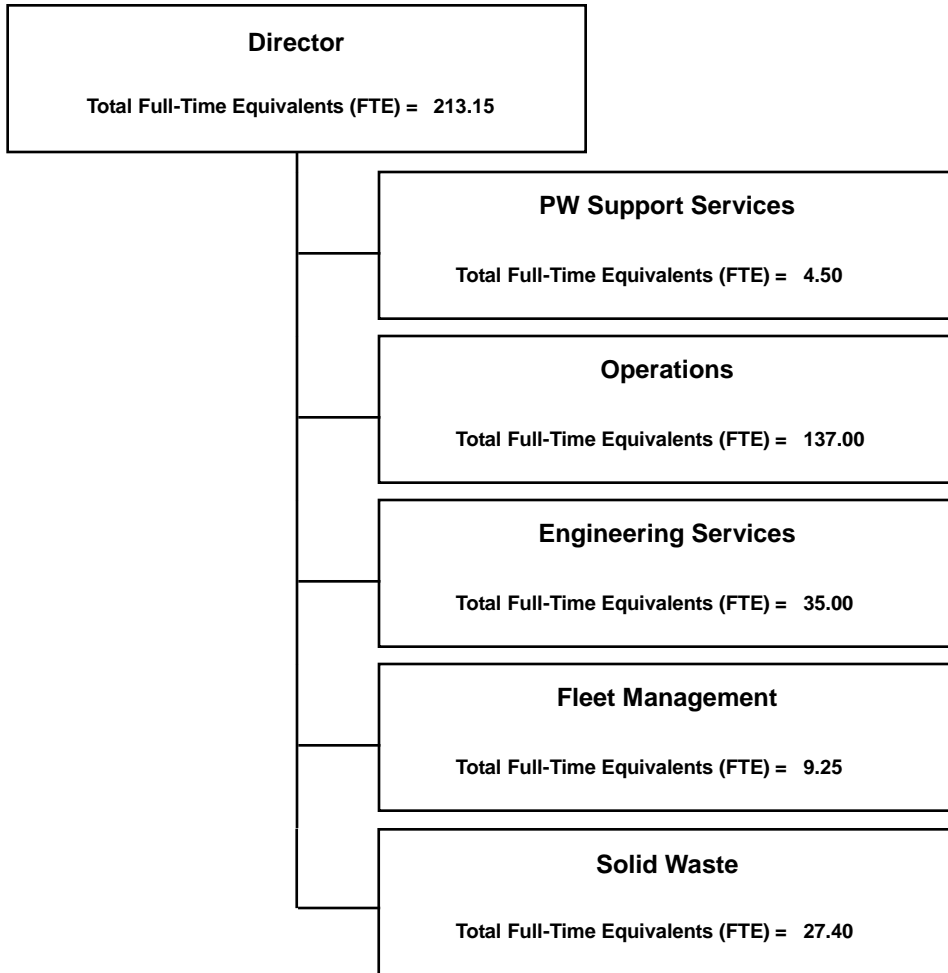 Director
Total Full-Time Equivalents (FTE) = 213.15
PW Support Services
Total Full-Time Equivalents (FTE) = 4.50
Operations
Total Full-Time Equivalents (FTE) = 137.00
Engineering Services
Total Full-Time Equivalents (FTE) = 35.00
Fleet Management
Total Full-Time Equivalents (FTE) = 9.25
Solid Waste
Total Full-Time Equivalents (FTE) = 27.40